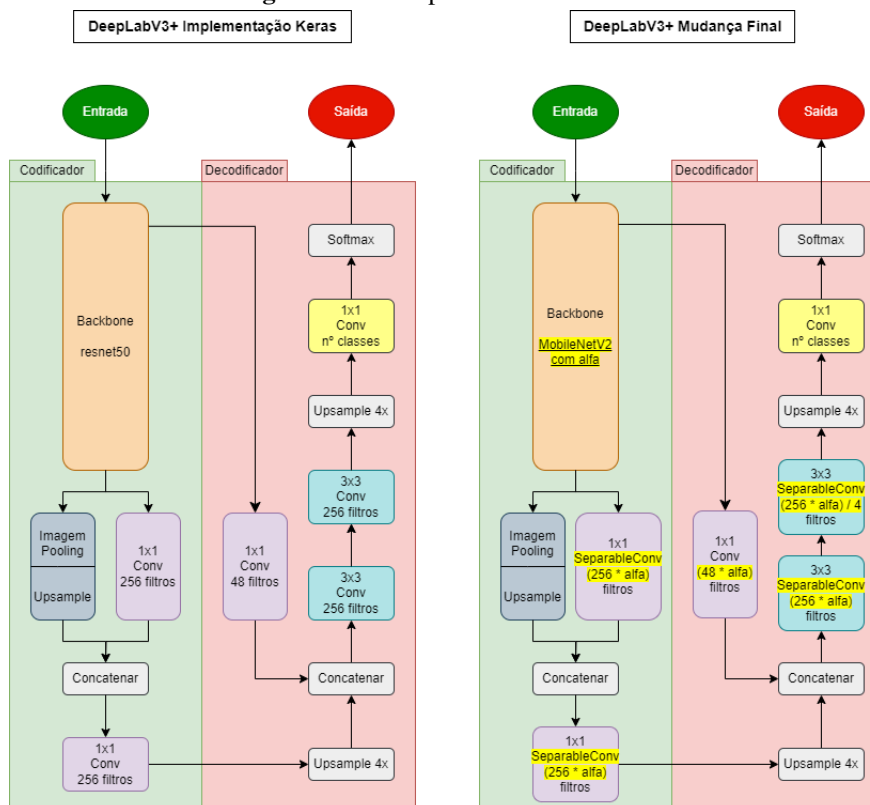 DeepLabV3+ Implementação Keras
Entrada
Saída
Codificador
Decodificador
Backbone
resnet50
Softmax
1x1
Conv
nº classes
Upsample 4x
3x3
Conv
256 filtros
3x3
Conv
256 filtros
Imagem
Pooling
Upsample
1x1
Conv
256 filtros
1x1
Conv
48 filtros
Concatenar
Concatenar
1x1
Conv
256 filtros
Upsample 4x
DeepLabV3+ Mudança Final
Entrada
Saída
Codificador
Decodificador
Backbone
MobileNetV2
com alfa
Softmax
1x1
Conv
nº classes
Upsample 4x
3x3
SeparableConv
(256 * alfa) / 4
filtros
Imagem
Pooling
Upsample
1x1
SeparableConv
(256 * alfa)
filtros
1x1
Conv
(48 * alfa)
filtros
3x3
SeparableConv
(256 * alfa)
filtros
Concatenar
Concatenar
1x1
SeparableConv
(256 * alfa)
filtros
Upsample 4x